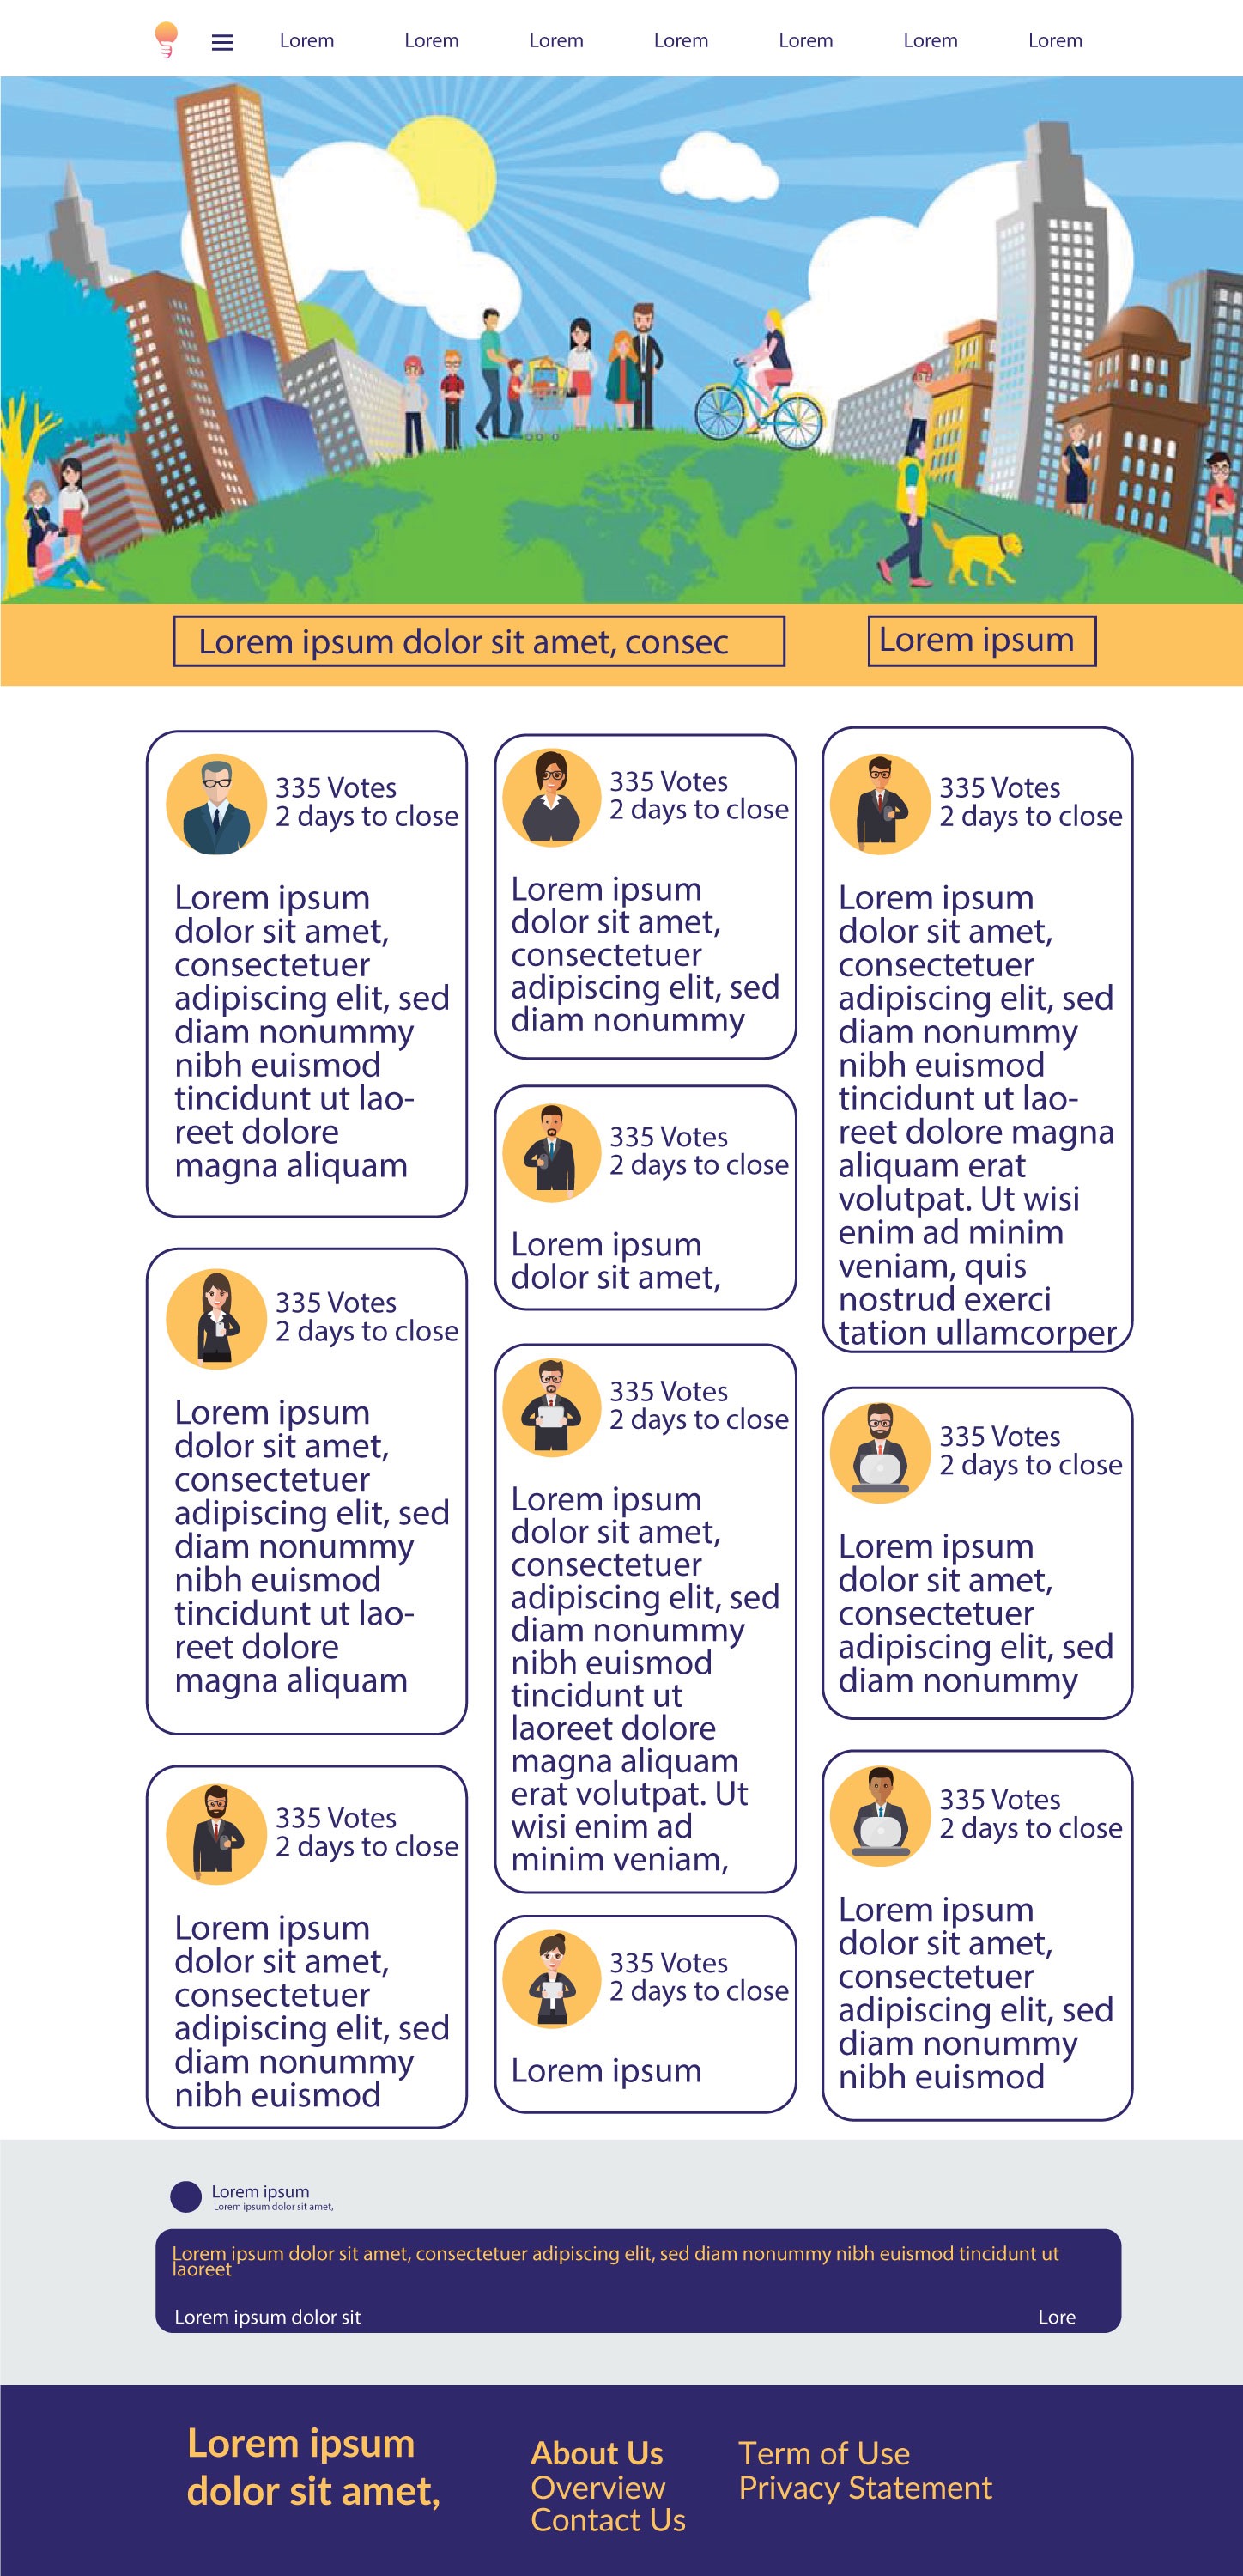 Lorem Lorem Lorem Lorem Lorem Lorem Lorem
Lorem ipsum dolor sit amet, consec
Lorem ipsum
335 Votes
2 days to close
Lorem ipsum
dolor sit amet,
consectetuer
adipiscing elit, sed
diam nonummy
nibh euismod
tincidunt ut lao-
reet dolore
magna aliquam
335 Votes
2 days to close
Lorem ipsum
dolor sit amet,
consectetuer
adipiscing elit, sed
diam nonummy
nibh euismod
tincidunt ut lao-
reet dolore
magna aliquam
335 Votes
2 days to close
Lorem ipsum
dolor sit amet,
consectetuer
adipiscing elit, sed
diam nonummy
nibh euismod
335 Votes
2 days to close
Lorem ipsum
dolor sit amet,
consectetuer
adipiscing elit, sed
diam nonummy
335 Votes
2 days to close
Lorem ipsum
dolor sit amet,
335 Votes
2 days to close
Lorem ipsum
dolor sit amet,
consectetuer
adipiscing elit, sed
diam nonummy
nibh euismod
tincidunt ut
laoreet dolore
magna aliquam
erat volutpat. Ut
wisi enim ad
minim veniam,
335 Votes
2 days to close
Lorem ipsum
335 Votes
2 days to close
Lorem ipsum
dolor sit amet,
consectetuer
adipiscing elit, sed
diam nonummy
nibh euismod
tincidunt ut lao-
reet dolore magna
aliquam erat
volutpat. Ut wisi
enim ad minim
veniam, quis
nostrud exerci
tation ullamcorper
335 Votes
2 days to close
Lorem ipsum
dolor sit amet,
consectetuer
adipiscing elit, sed
diam nonummy
335 Votes
2 days to close
Lorem ipsum
dolor sit amet,
consectetuer
adipiscing elit, sed
diam nonummy
nibh euismod
Lorem ipsum
Lorem ipsum dolor sit amet,
Lorem ipsum dolor sit amet, consectetuer adipiscing elit, sed diam nonummy nibh euismod tincidunt ut
laoreet
Lorem ipsum dolor sit
Lore
Lorem ipsum
dolor sit amet,
About Us
Overview
Contact Us
Term of Use
Privacy Statement